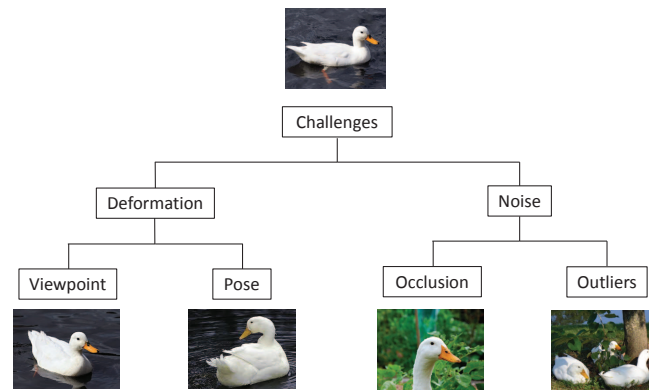 Challenges
Deformation
Noise
Viewpoint
Pose
Occlusion
Outliers